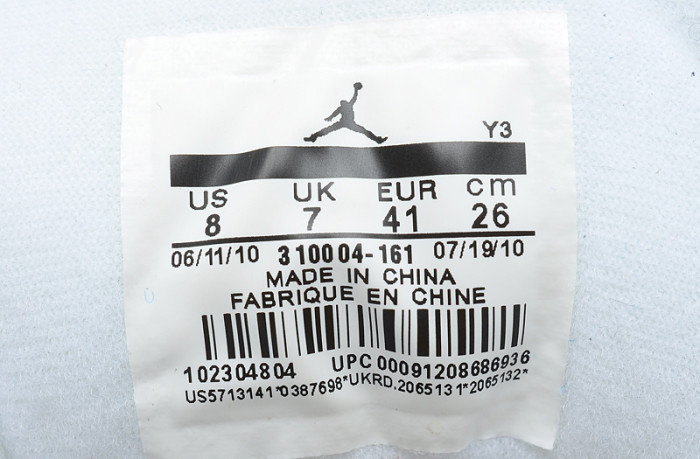 Y3
US UK EUR cm
8 7 41 26
06/11/10 310004-161 07/19/10
MADE IN CHINA
FABRIQUE EN CHINE
102304804 UPC 00091208686936
US5713141*0387698*UKRD.2065131*2065132*